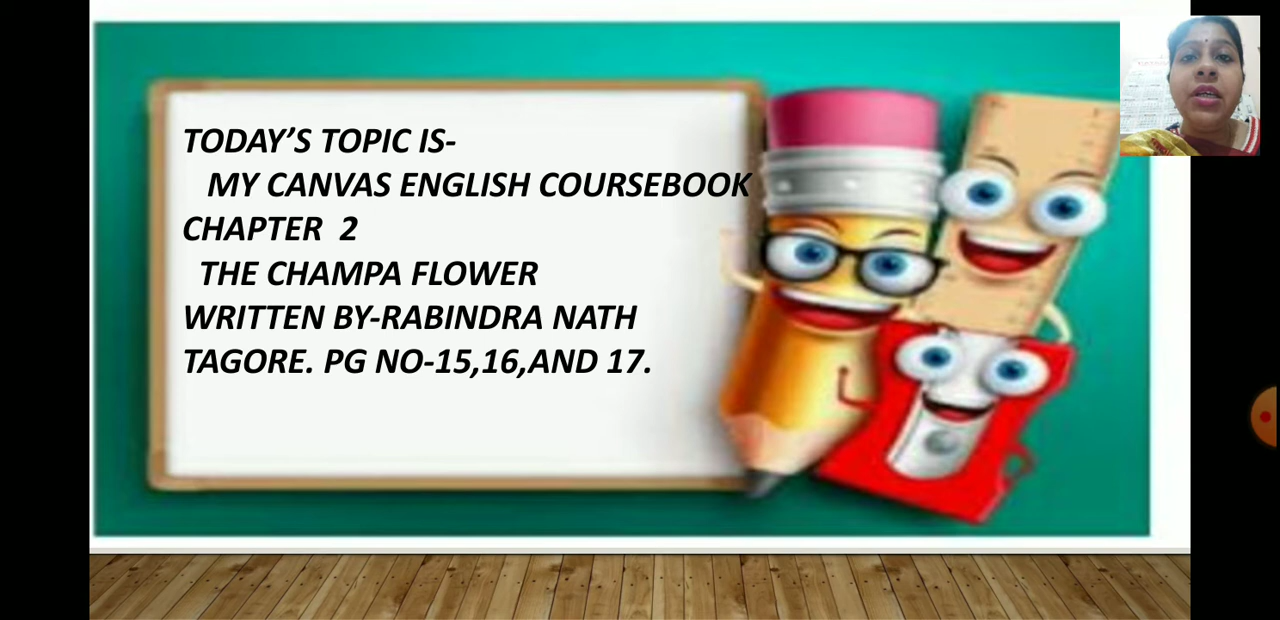 TODAY'S TOPIC IS-
MY CANVAS ENGLISH COURSEBOOK
CHAPTER 2
THE CHAMPA FLOWER
WRITTEN BY-RABINDRA NATH
TAGORE. PG NO-15,16,AND 17.